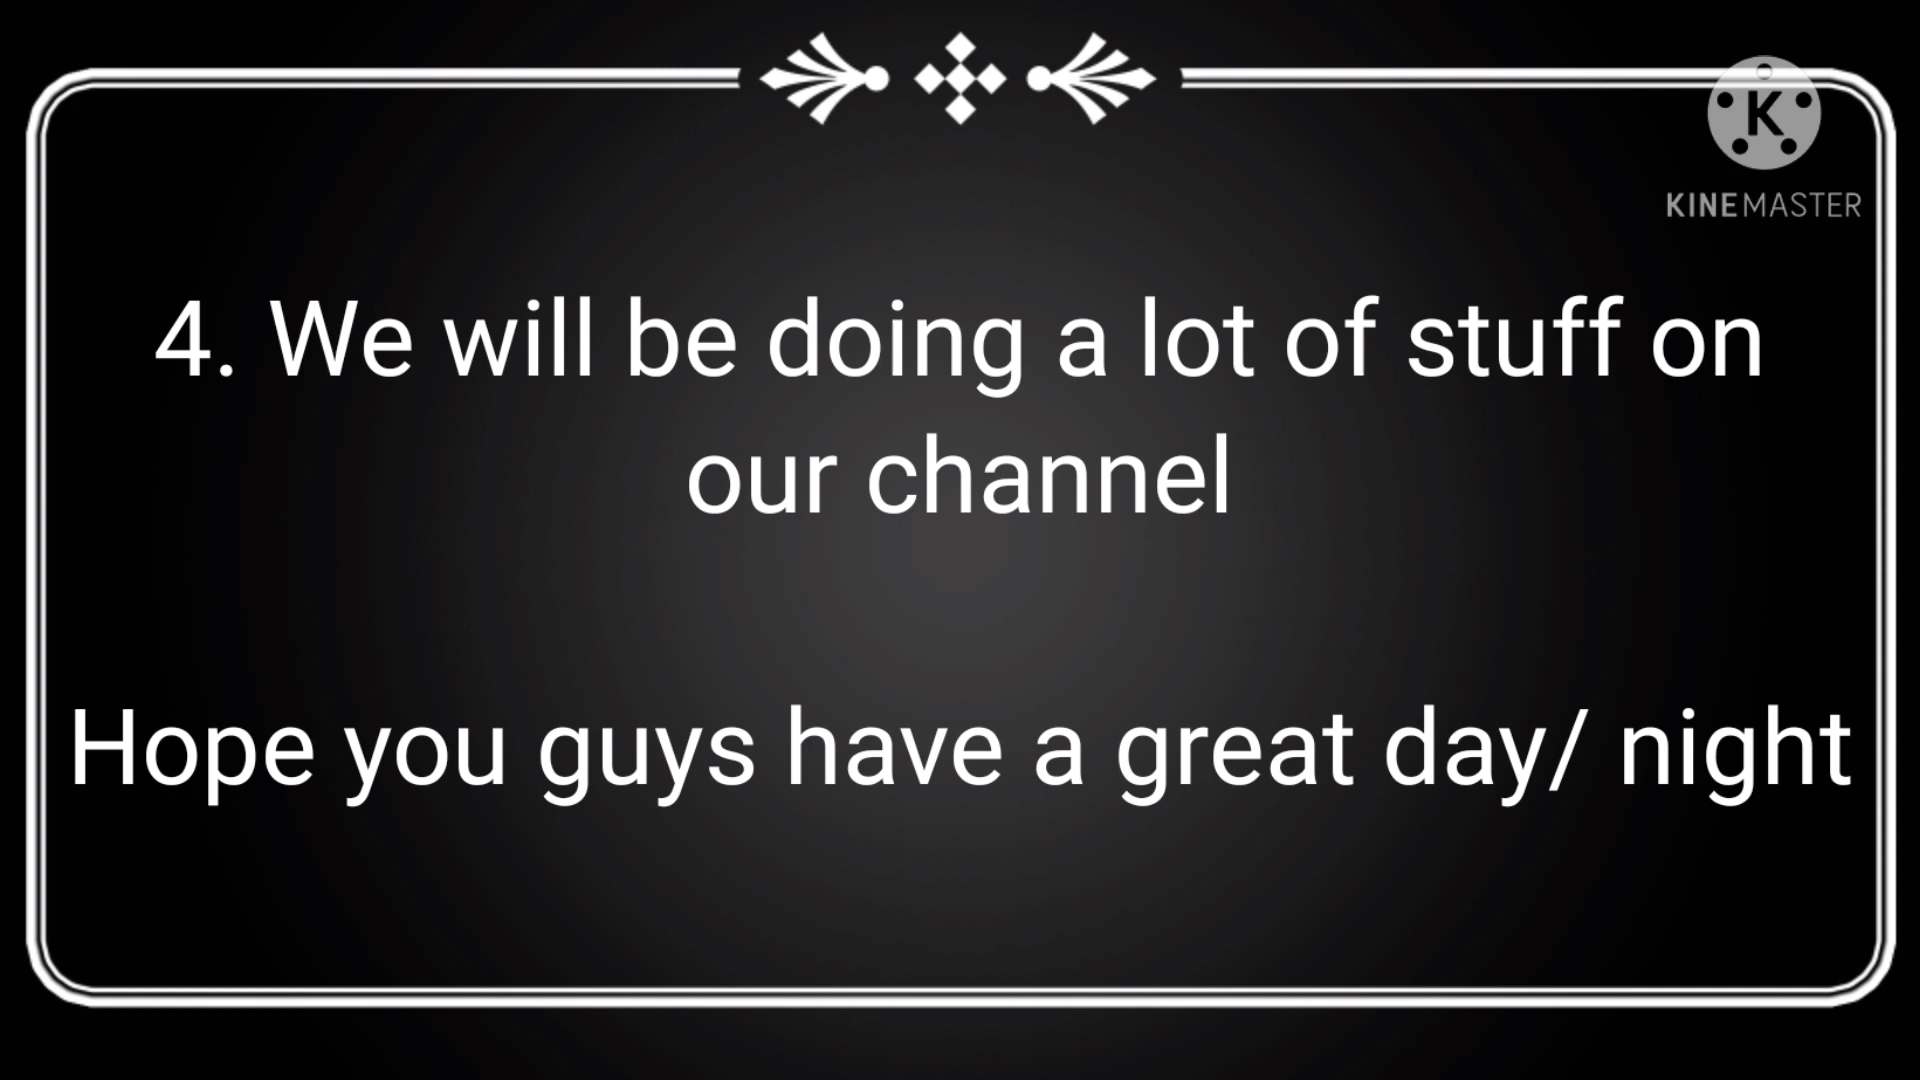 K
KINEMASTER
4. We will be doing a lot of stuff on
our channel
Hope you guys have a great day/ night